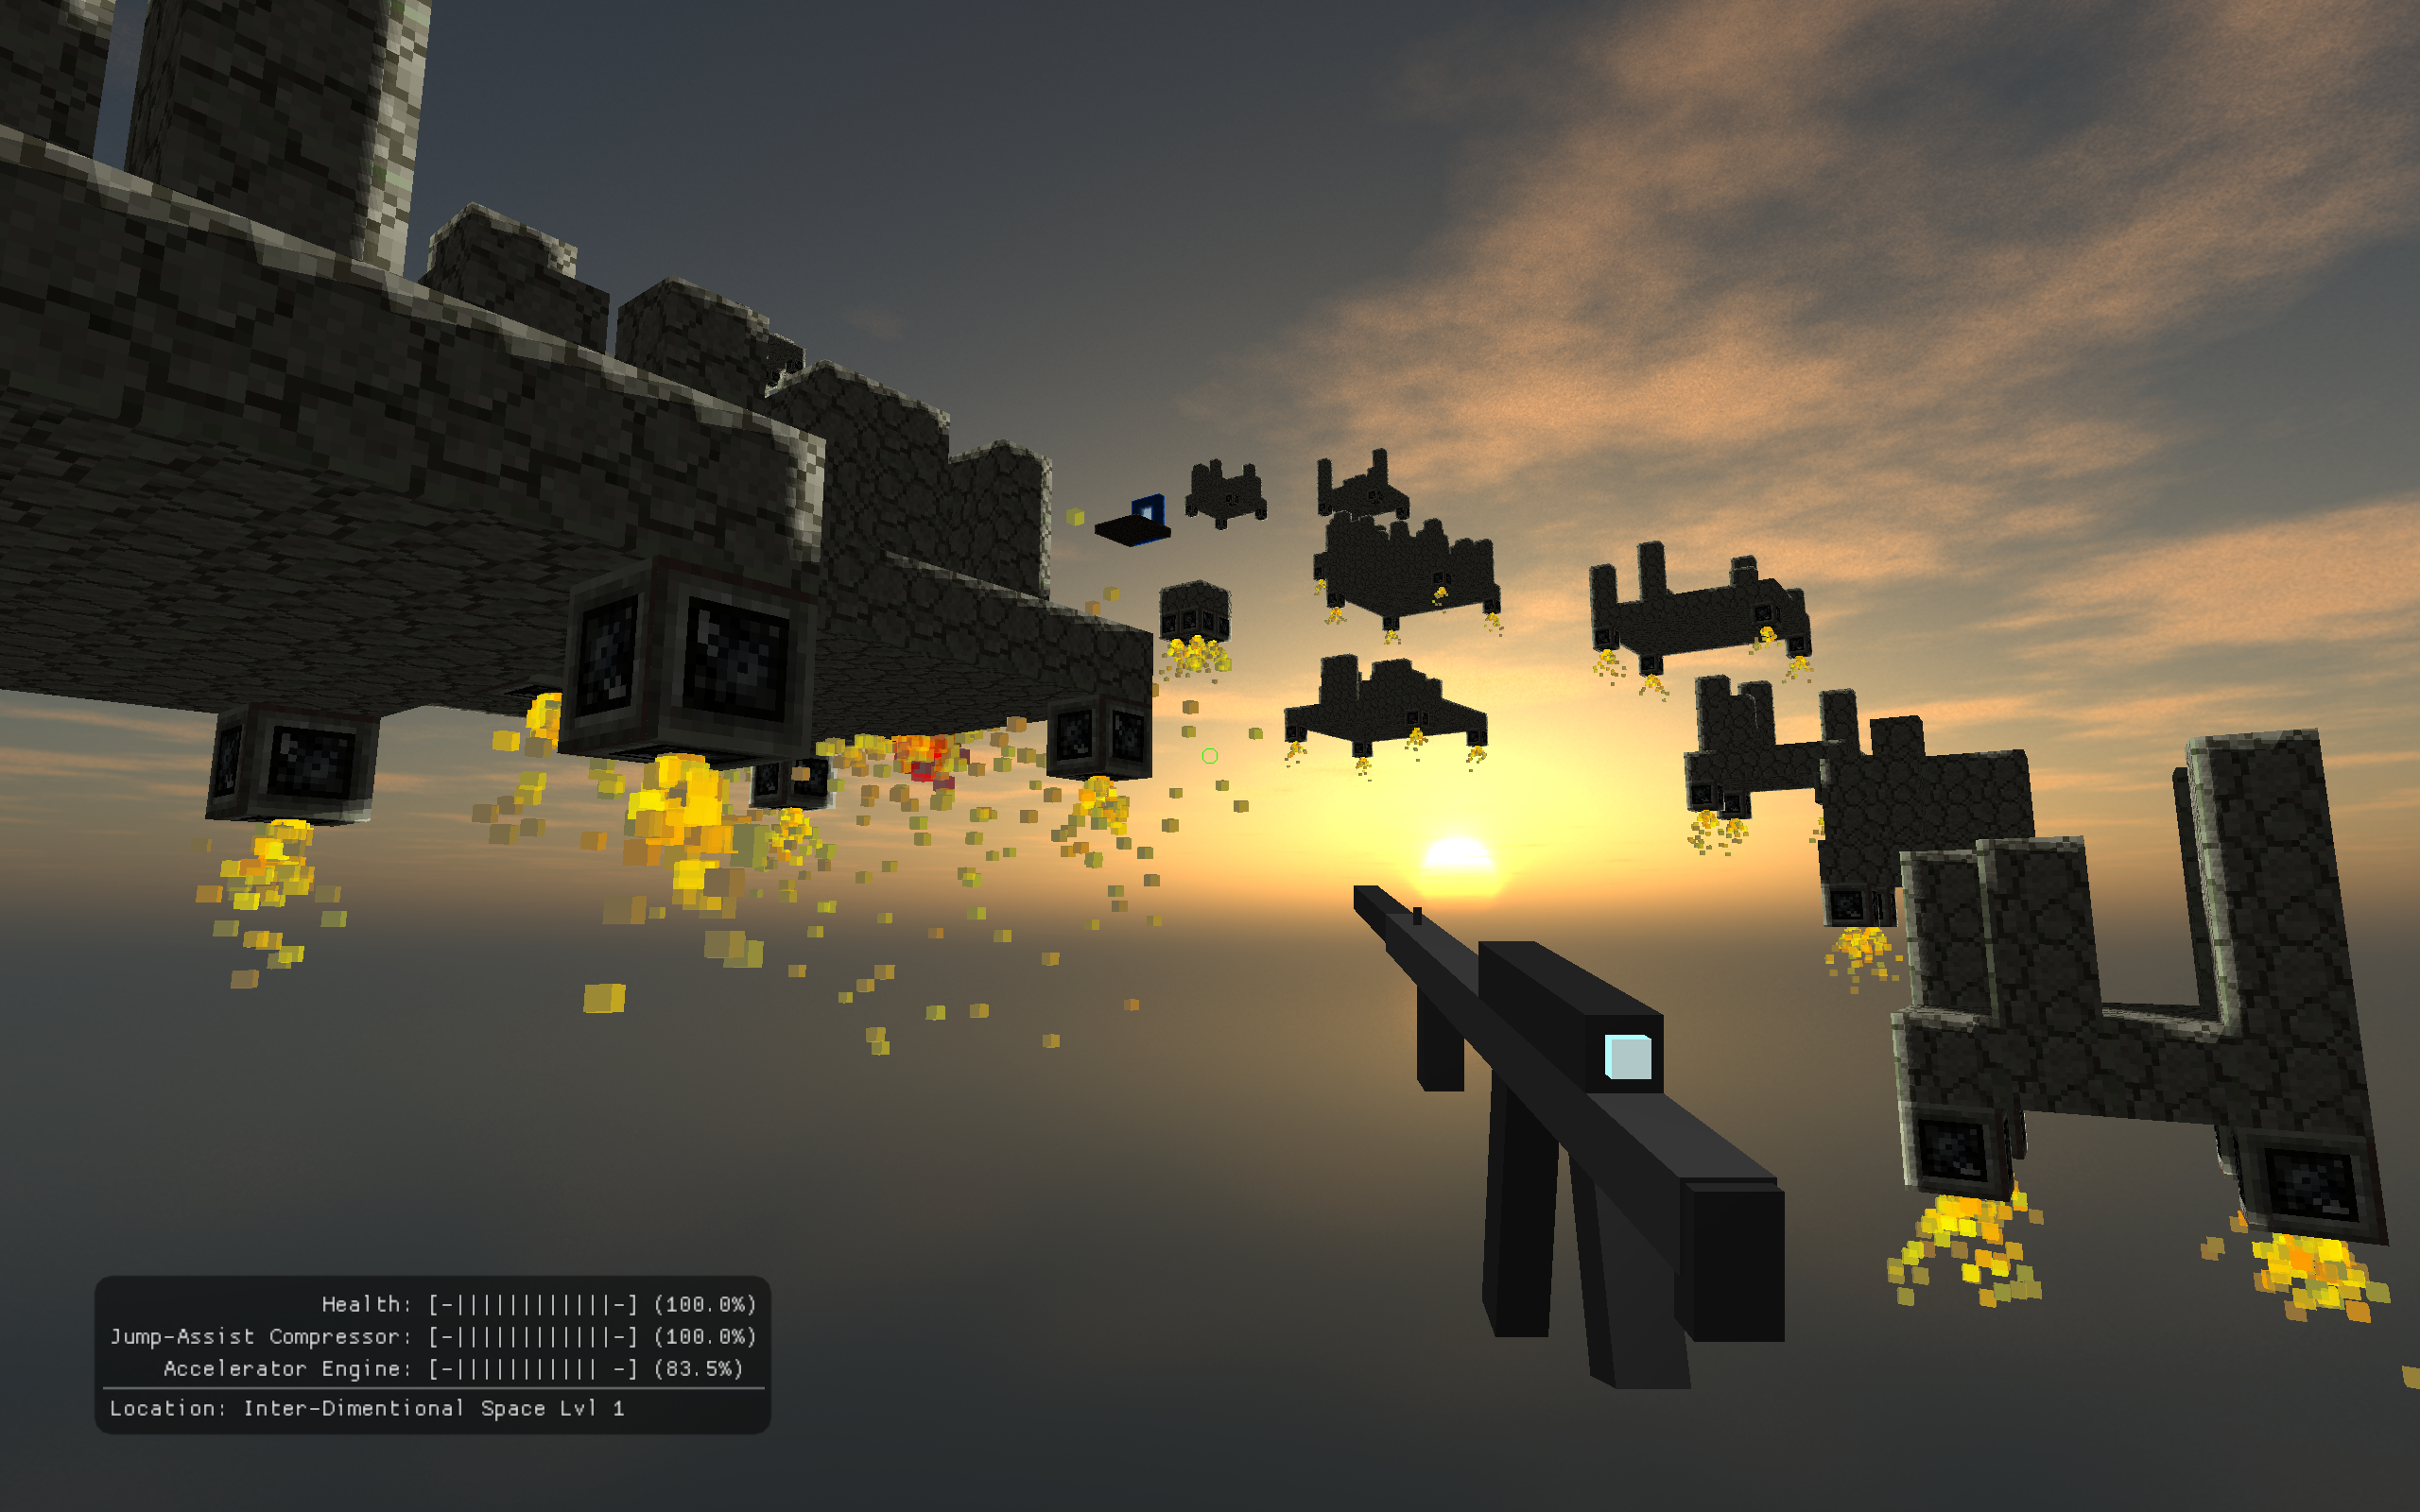 Health: [-||||||||||||-] (100.0%)
Jump-Assist Compressor: [-||||||||||||-] (100.0%)
Accelerator Engine: [-||||||||||| -] (83.5%)
Location: Inter-Dimentional Space Lvl 1